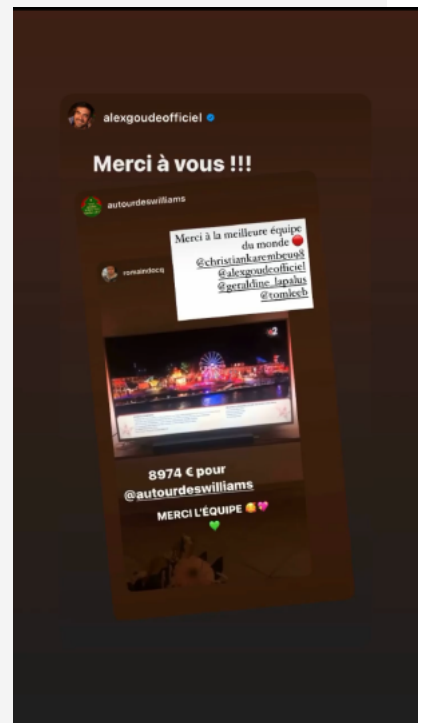 alexgoudeofficiel
Merci à vous !!!
autourdeswilliams
Merci à la meilleure équipe
du monde
@christiankarembeu98
@alexgoudeofficiel
@geraldine_lapalus
@tomleeb
romaindocq
2
8974 € pour
@autourdeswilliams
MERCI L'ÉQUIPE